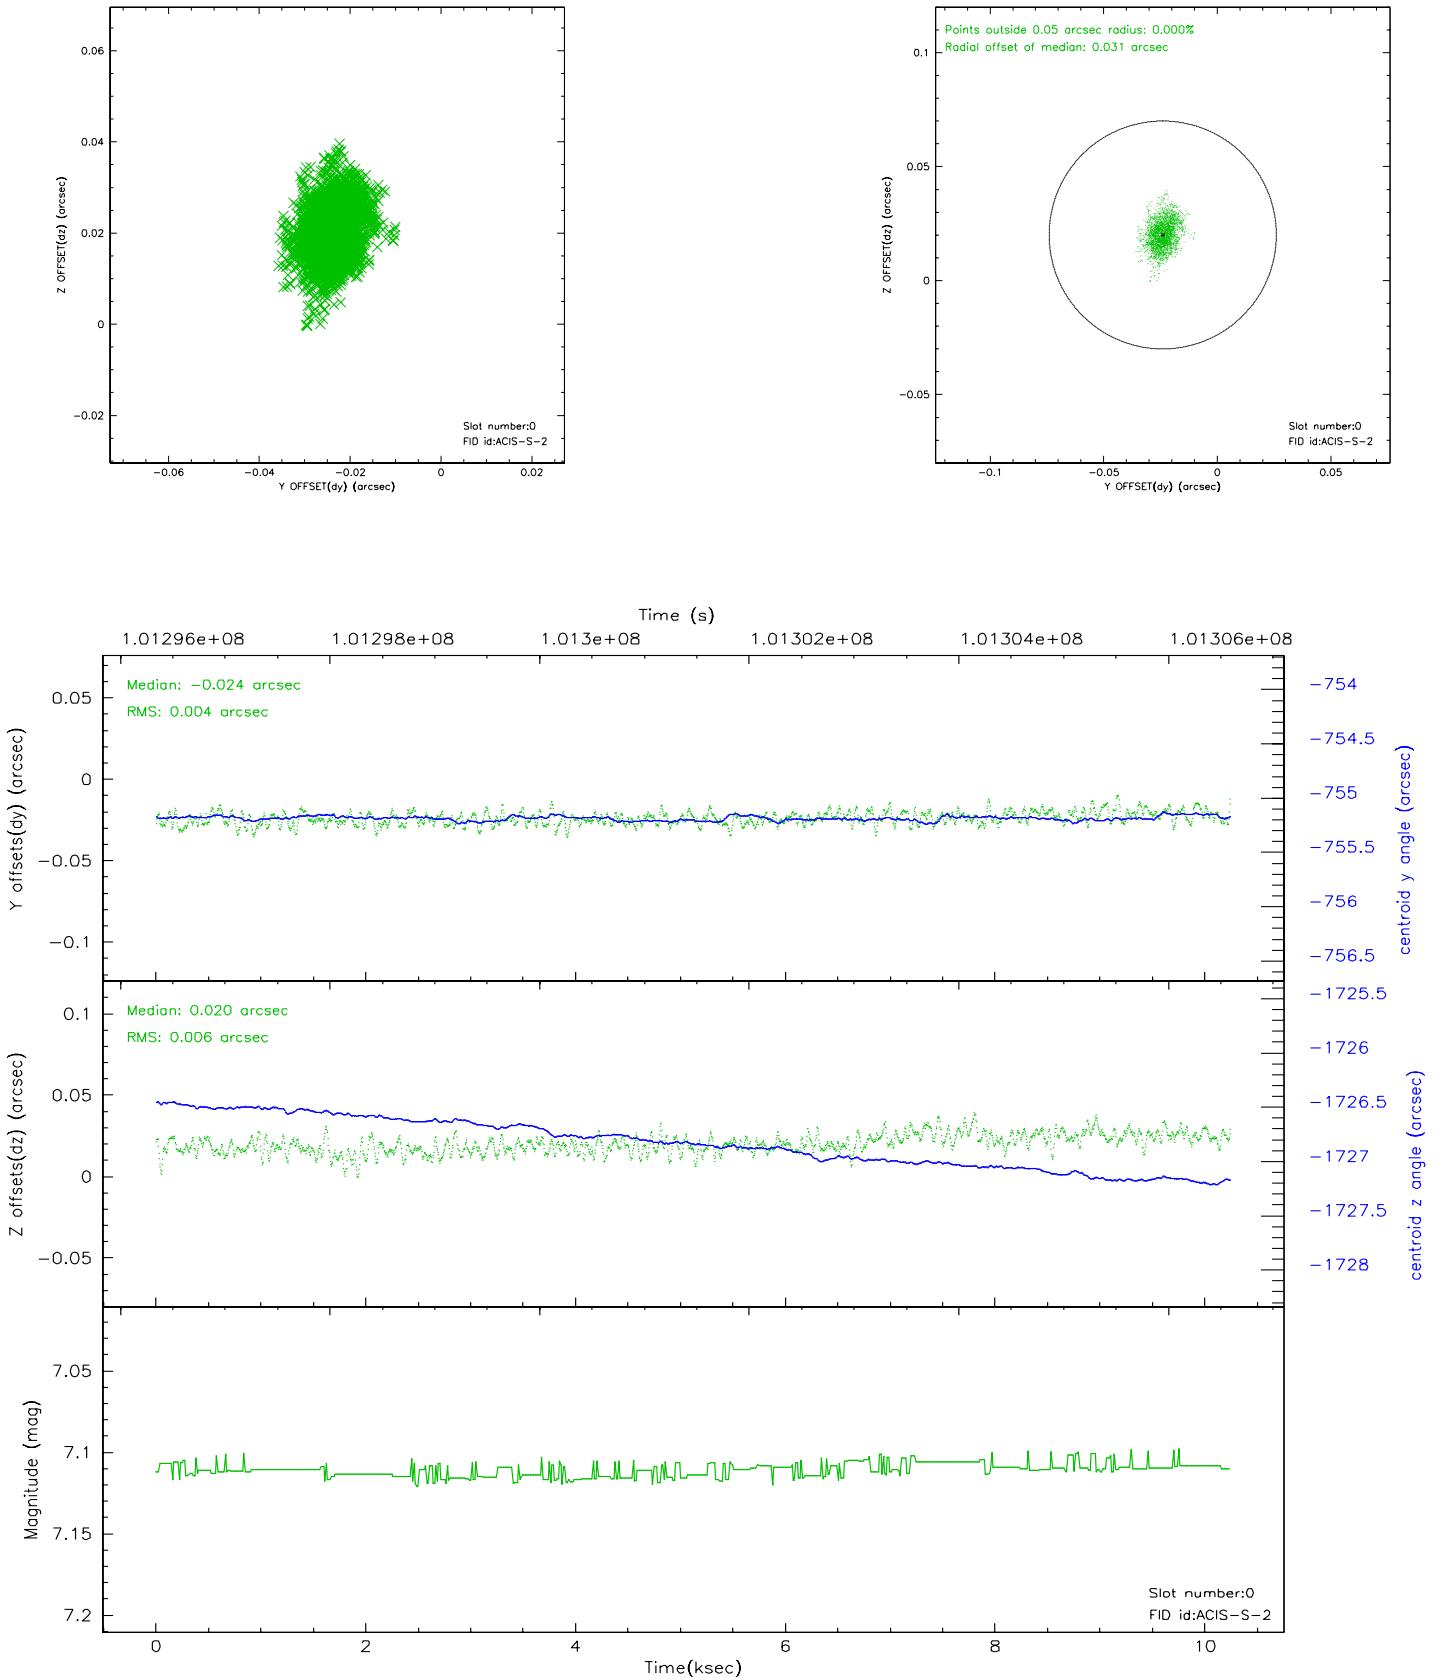 0.06
0.04
0.02
0
−0.02
Z OFFSET(dz) (arcsec)
Slot number:0
FID id:ACIS−S−2
−0.06 −0.04 −0.02 0 0.02
Y OFFSET(dy) (arcsec)
Points outside 0.05 arcsec radius: 0.000%
Radial offset of median: 0.031 arcsec
0.1
0.05
0
−0.05
Z OFFSET(dz) (arcsec)
Slot number:0
FID id:ACIS−S−2
−0.1 −0.05 0 0.05
Y OFFSET(dy) (arcsec)
Time (s)
1.01296e+08 1.01298e+08 1.013e+08 1.01302e+08 1.01304e+08 1.01306e+08
Median: −0.024 arcsec
RMS: 0.004 arcsec
0.05
0
−0.05
−0.1
Y offsets(dy) (arcsec)
−754
−754.5
−755
−755.5
−756
−756.5
centroid y angle (arcsec)
Median: 0.020 arcsec
RMS: 0.006 arcsec
0.1
0.05
0
−0.05
Z offsets(dz) (arcsec)
−1725.5
−1726
−1726.5
−1727
−1727.5
−1728
centroid z angle (arcsec)
7.05
7.1
7.15
7.2
Magnitude (mag)
Slot number:0
FID id:ACIS−S−2
0 2 4 6 8 10
Time(ksec)